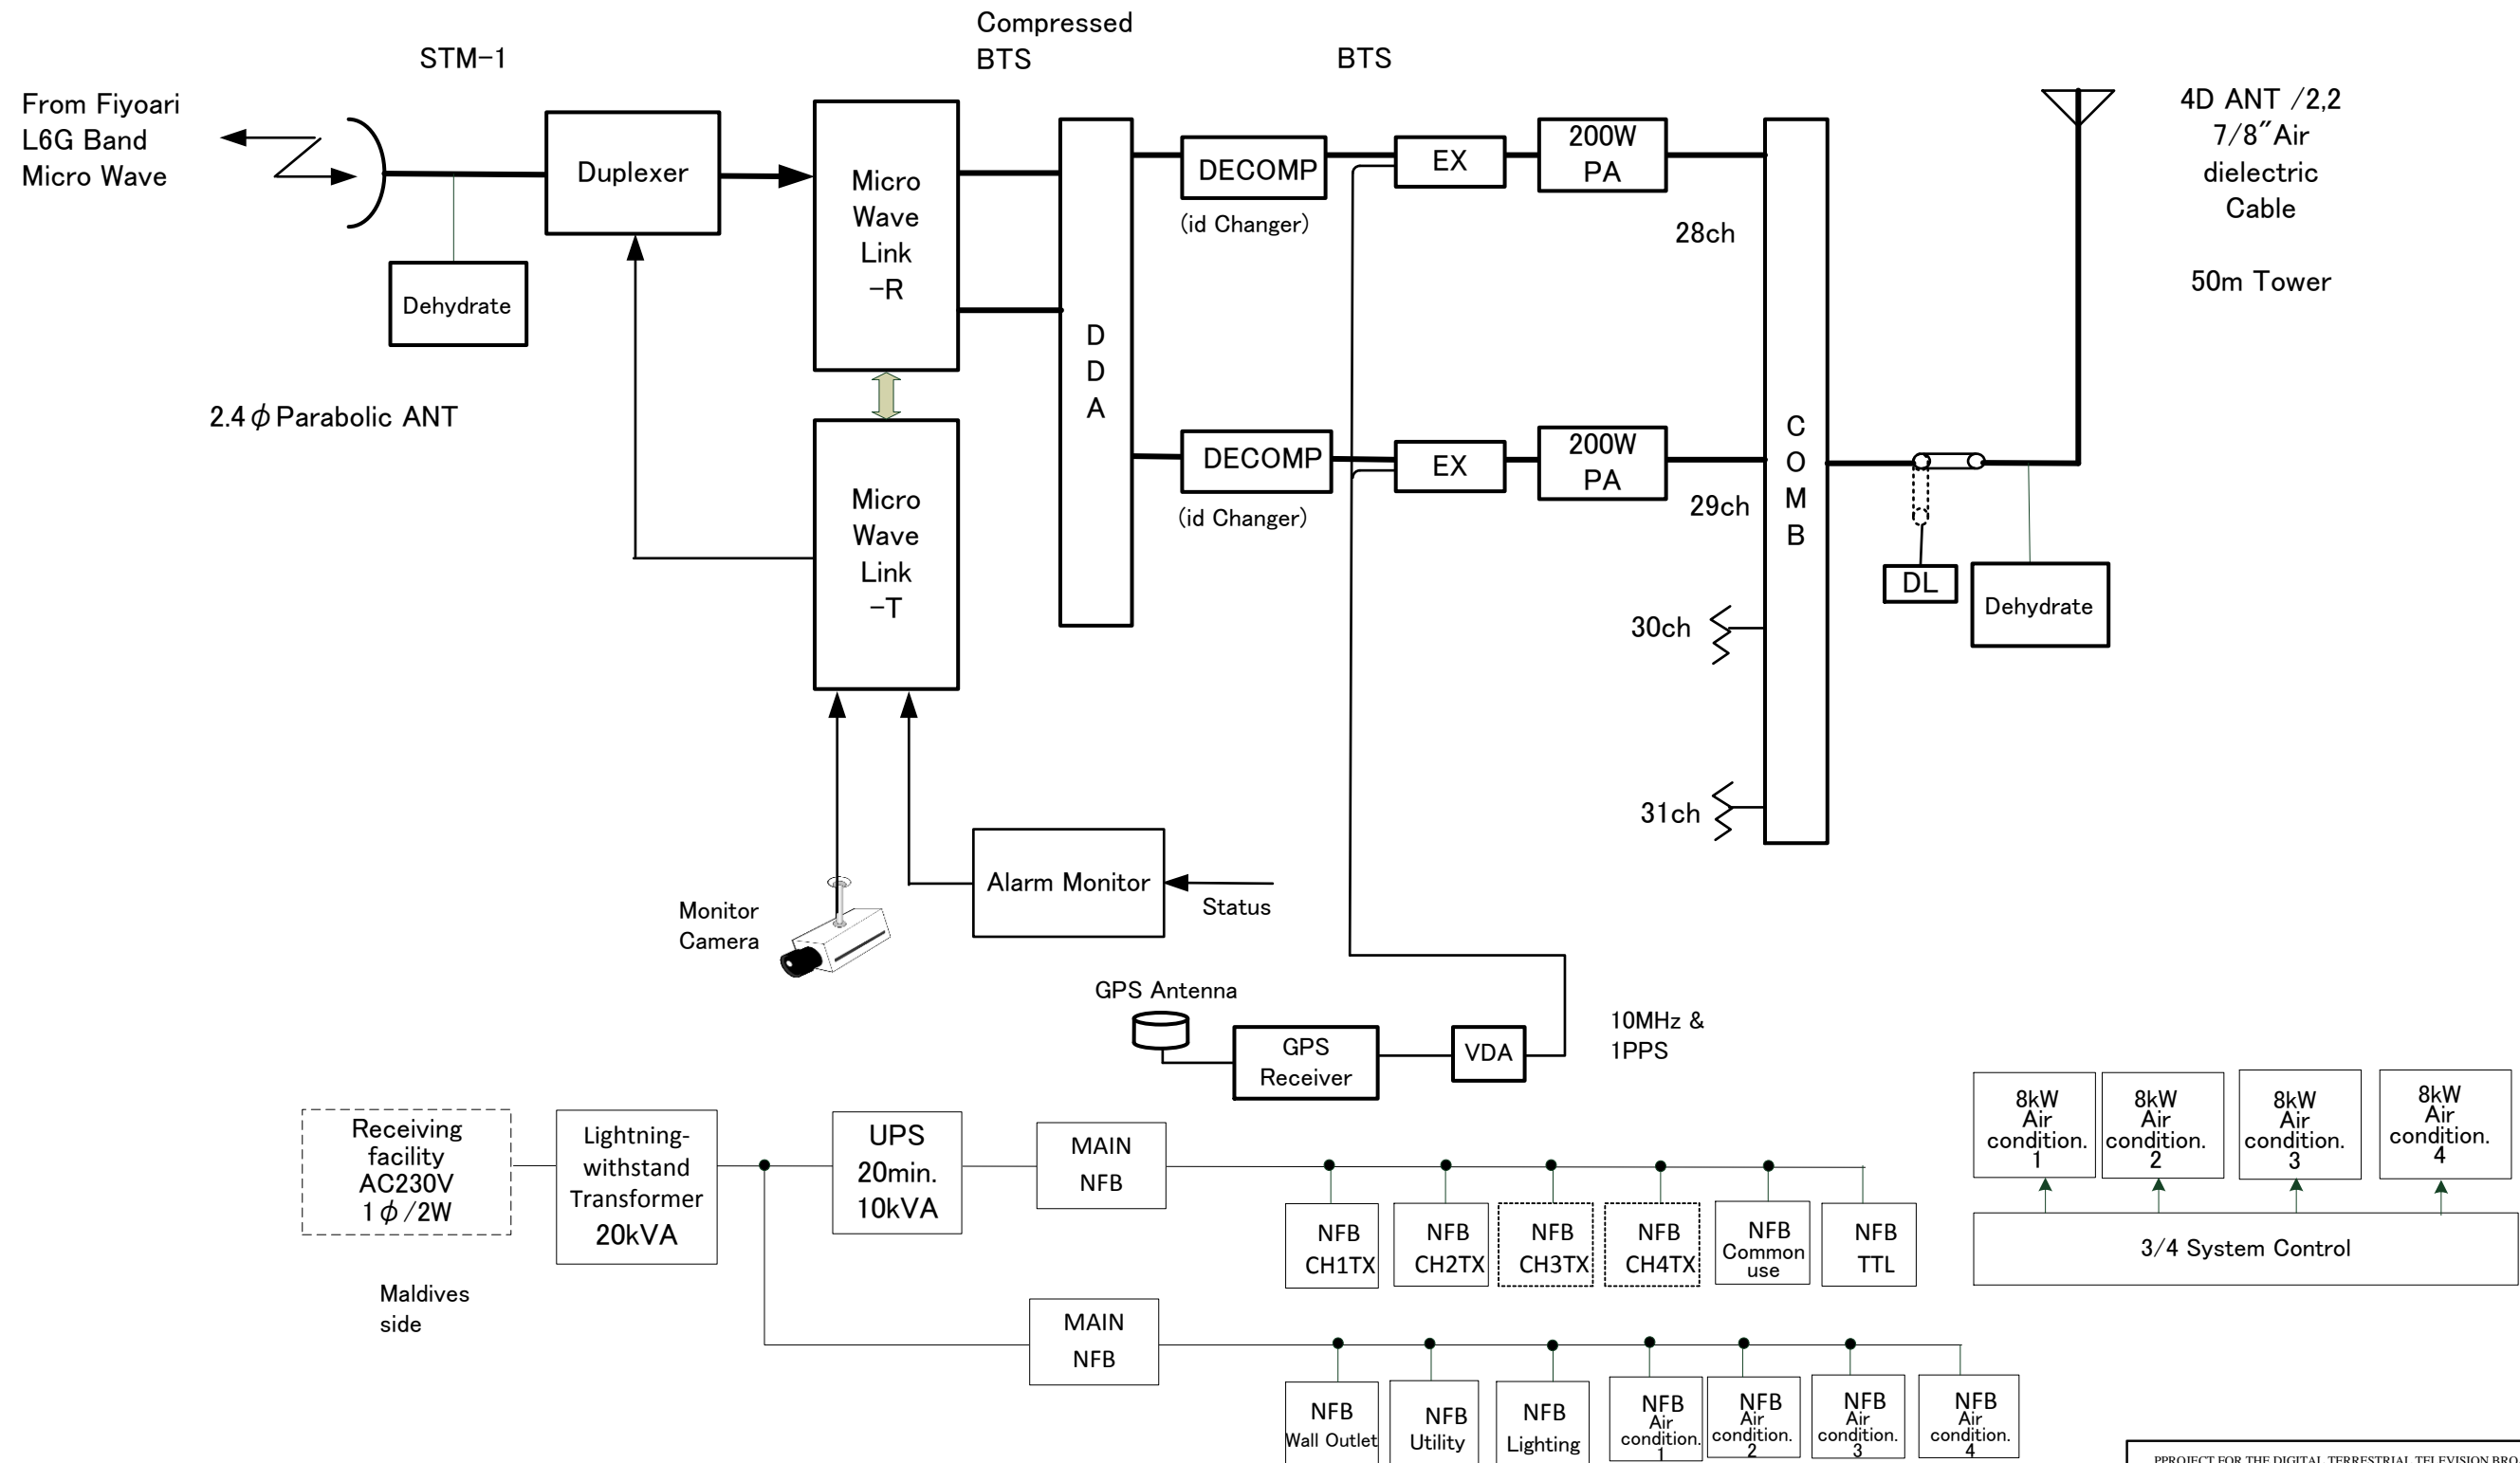 Compressed
BTS
STM-1
BTS
From Fiyoari
L6G Band
Micro Wave
Duplexer
Micro
Wave
Link
-R
D
D
A
DECOMP
(id Changer)
EX
200W
PA
28ch
4D ANT /2,2
7/8″Air
dielectric
Cable
50m Tower
Dehydrate
2.4φParabolic ANT
Micro
Wave
Link
-T
DECOMP
(id Changer)
EX
200W
PA
29ch
C
O
M
B
DL
Dehydrate
30ch
31ch
Alarm Monitor
Status
Monitor
Camera
GPS Antenna
GPS
Receiver
VDA
10MHz &
1PPS
Receiving
facility
AC230V
1φ/2W
Lightning-
withstand
Transformer
20kVA
UPS
20min.
10kVA
MAIN
NFB
NFB
CH1TX
NFB
CH2TX
NFB
CH3TX
NFB
CH4TX
NFB
Common
use
NFB
TTL
8kW
Air
condition.
1
8kW
Air
condition.
2
8kW
Air
condition.
3
8kW
Air
condition.
4
3/4 System Control
Maldives
side
MAIN
NFB
NFB
Wall Outlet
NFB
Utility
NFB
Lighting
NFB
Air
condition.
1
NFB
Air
condition.
2
NFB
Air
condition.
3
NFB
Air
condition.
4
PPROJECT FOR THE DIGITAL TERRESTRIAL TELEVISION BRO